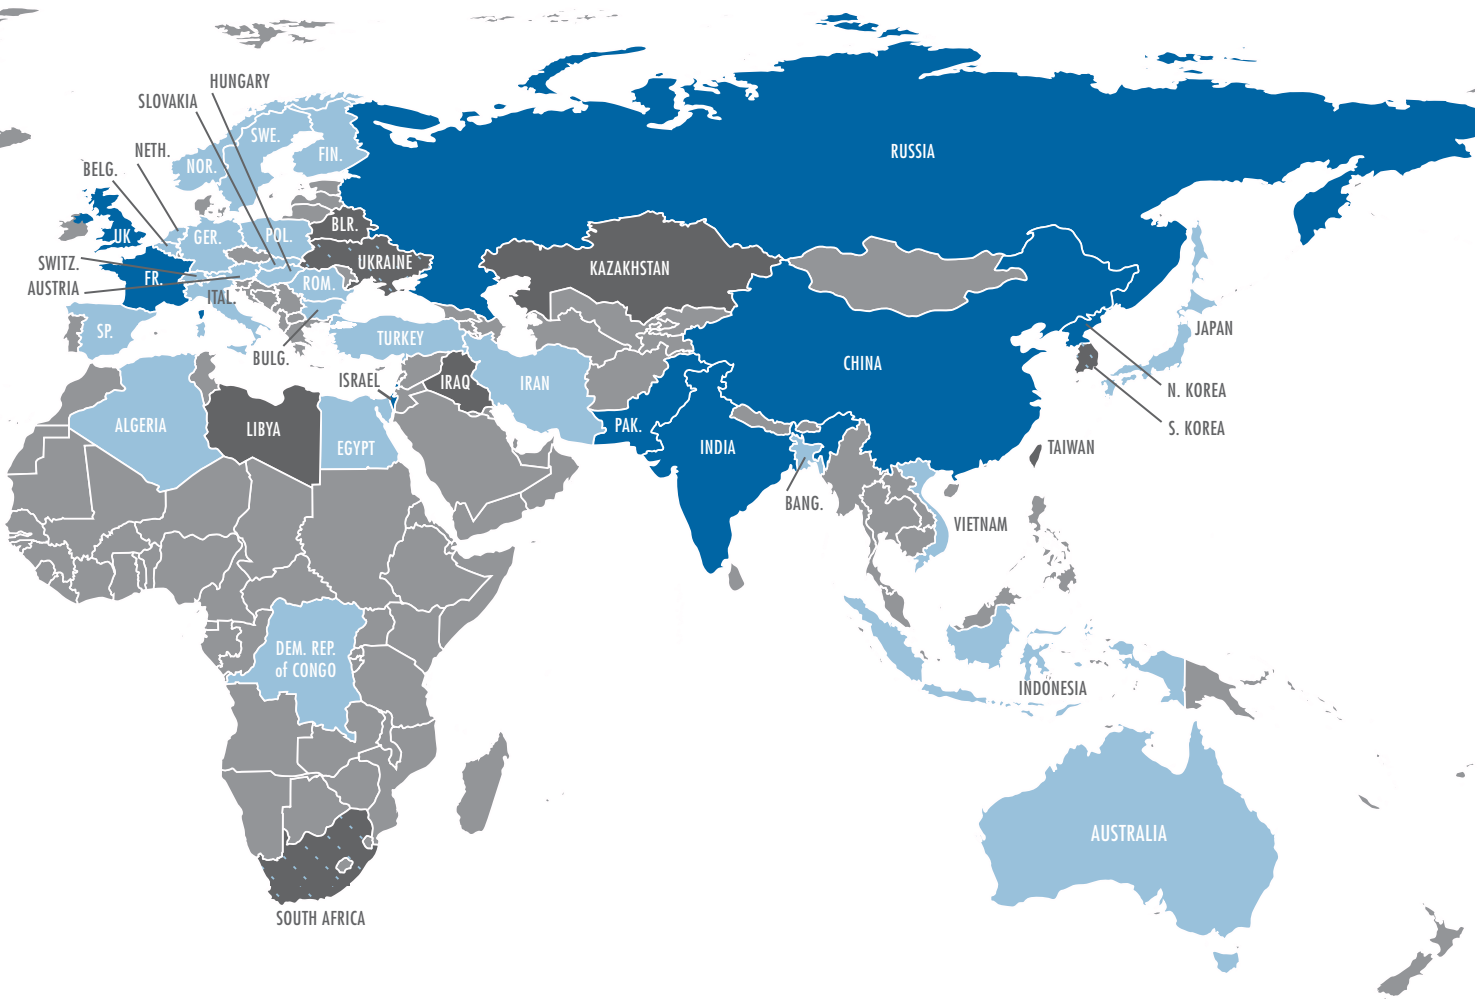 HUNGARY
SLOVAKIA
SWE.
NETH.
FIN.
RUSSIA
NOR.
BELG.
BLR.
UK
GER.
POL.
SWITZ.
UKRAINE
KAZAKHSTAN
FR.
AUSTRIA
ROM.
ITAL.
SP.
TURKEY
JAPAN
BULG.
CHINA
ISRAEL
IRAQ
IRAN
N. KOREA
ALGERIA
LIBYA
PAK.
S. KOREA
EGYPT
INDIA
TAIWAN
BANG.
VIETNAM
DEM. REP.
of CONGO
INDONESIA
AUSTRALIA
SOUTH AFRICA